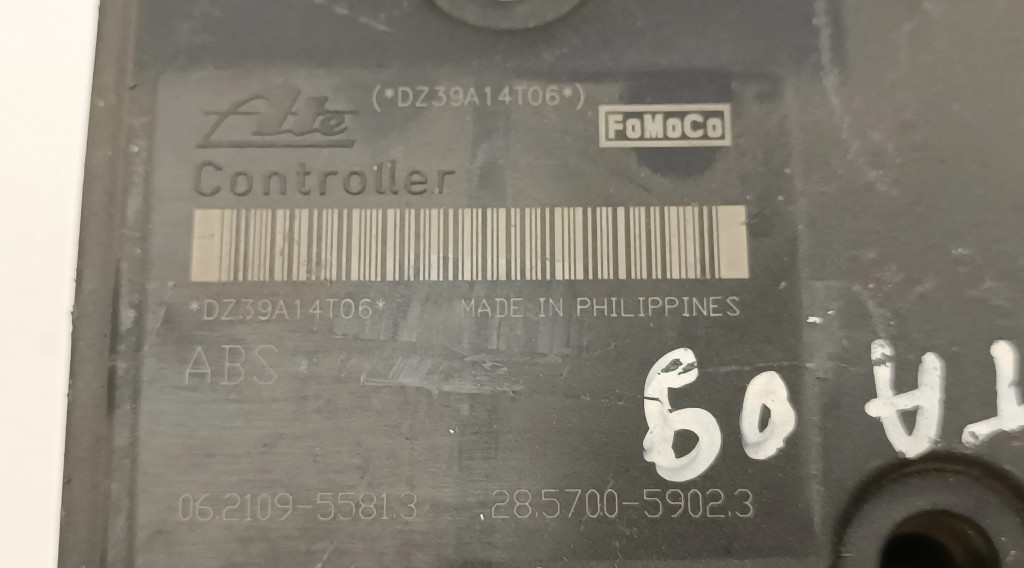 Ate (*DZ39A14T06*)
FoMoCo
Controller
*DZ39A14T06* MADE IN PHILIPPINES
ABS
06.2109-5581.3 28.5700-5902.3